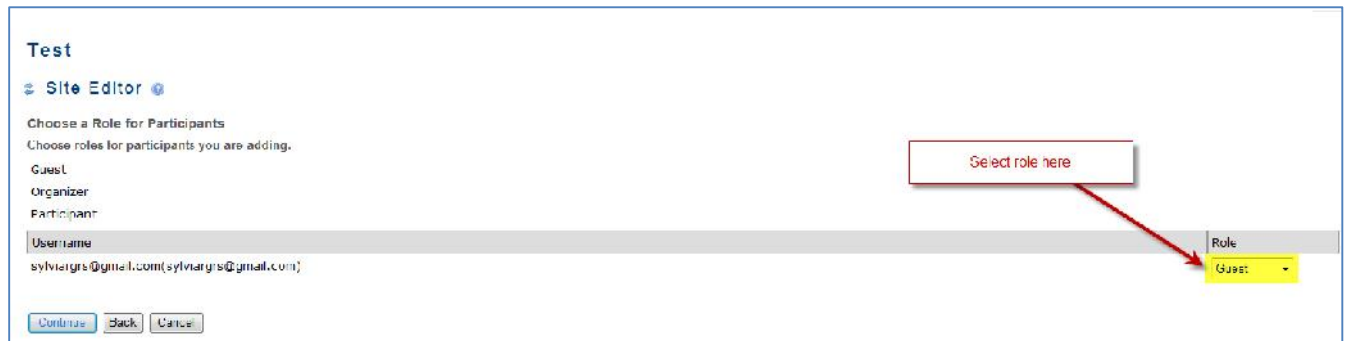 Test
Site Editor
Choose a Role for Participants
Choose roles for participants you are adding.
Select role here
Guest
Organizer
Participant
Username Role
sylviargrs@gmail.com(sylviargrs@gmail.com) Guest
Continue Back Cancel